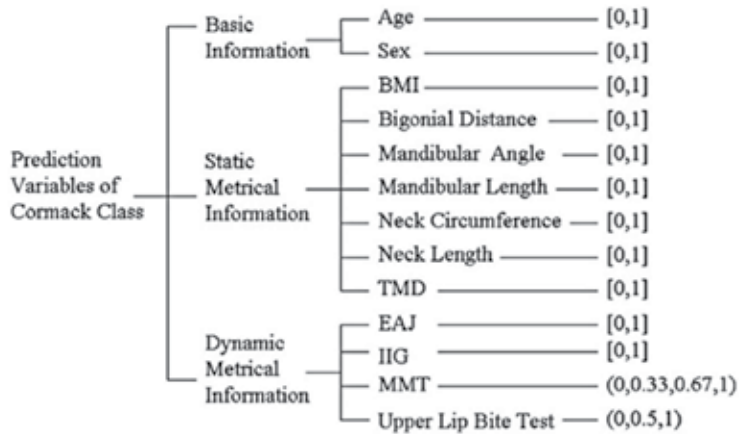 Prediction
Variables of
Cormack Class
Basic
Information
Age [0,1]
Sex [0,1]
Static
Metrical
Information
BMI [0,1]
Bigonial Distance [0,1]
Mandibular Angle [0,1]
Mandibular Length [0,1]
Neck Circumference [0,1]
Neck Length [0,1]
TMD [0,1]
Dynamic
Metrical
Information
EAJ [0,1]
IIG [0,1]
MMT (0,0.33,0.67,1)
Upper Lip Bite Test (0,0.5,1)